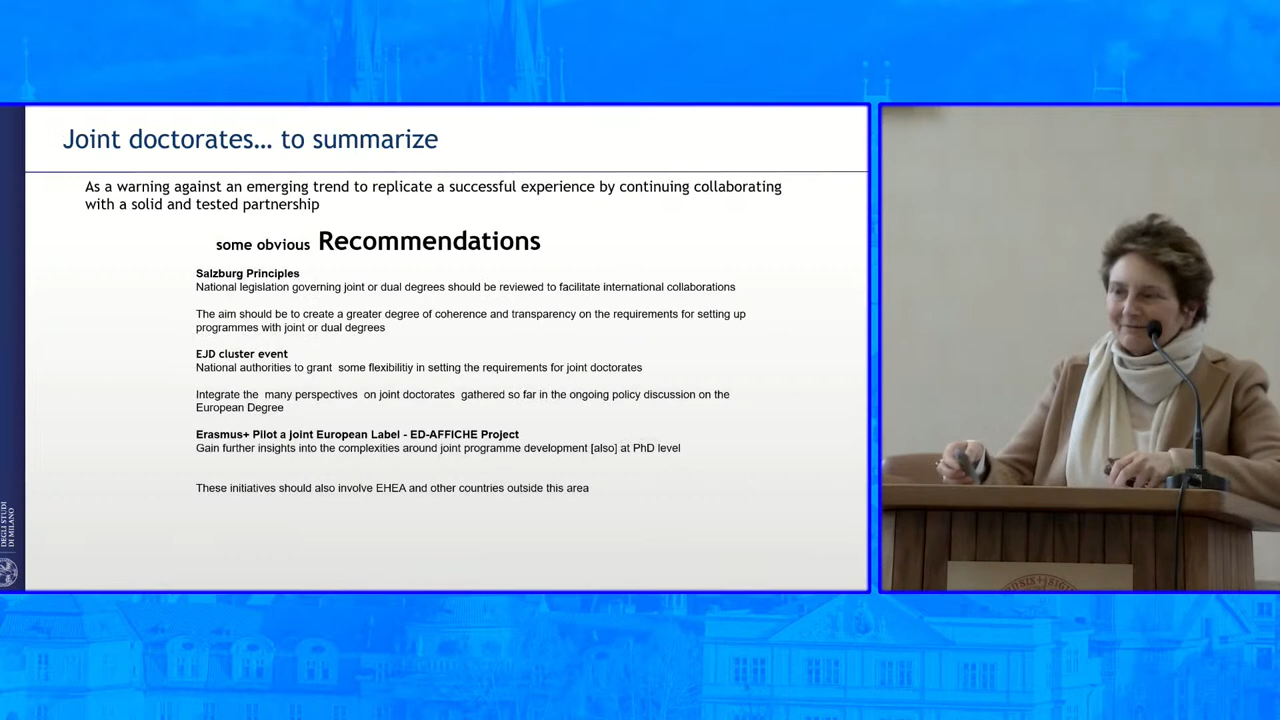 Joint doctorates… to summarize
As a warning against an emerging trend to replicate a successful experience by continuing collaborating
with a solid and tested partnership
some obvious Recommendations
Salzburg Principles
National legislation governing joint or dual degrees should be reviewed to facilitate international collaborations
The aim should be to create a greater degree of coherence and transparency on the requirements for setting up
programmes with joint or dual degrees
EJD cluster event
National authorities to grant some flexibilitiy in setting the requirements for joint doctorates
Integrate the many perspectives on joint doctorates gathered so far in the ongoing policy discussion on the
European Degree
Erasmus+ Pilot a joint European Label - ED-AFFICHE Project
Gain further insights into the complexities around joint programme development [also] at PhD level
These initiatives should also involve EHEA and other countries outside this area
DEGLI STUDI
DI MILANO